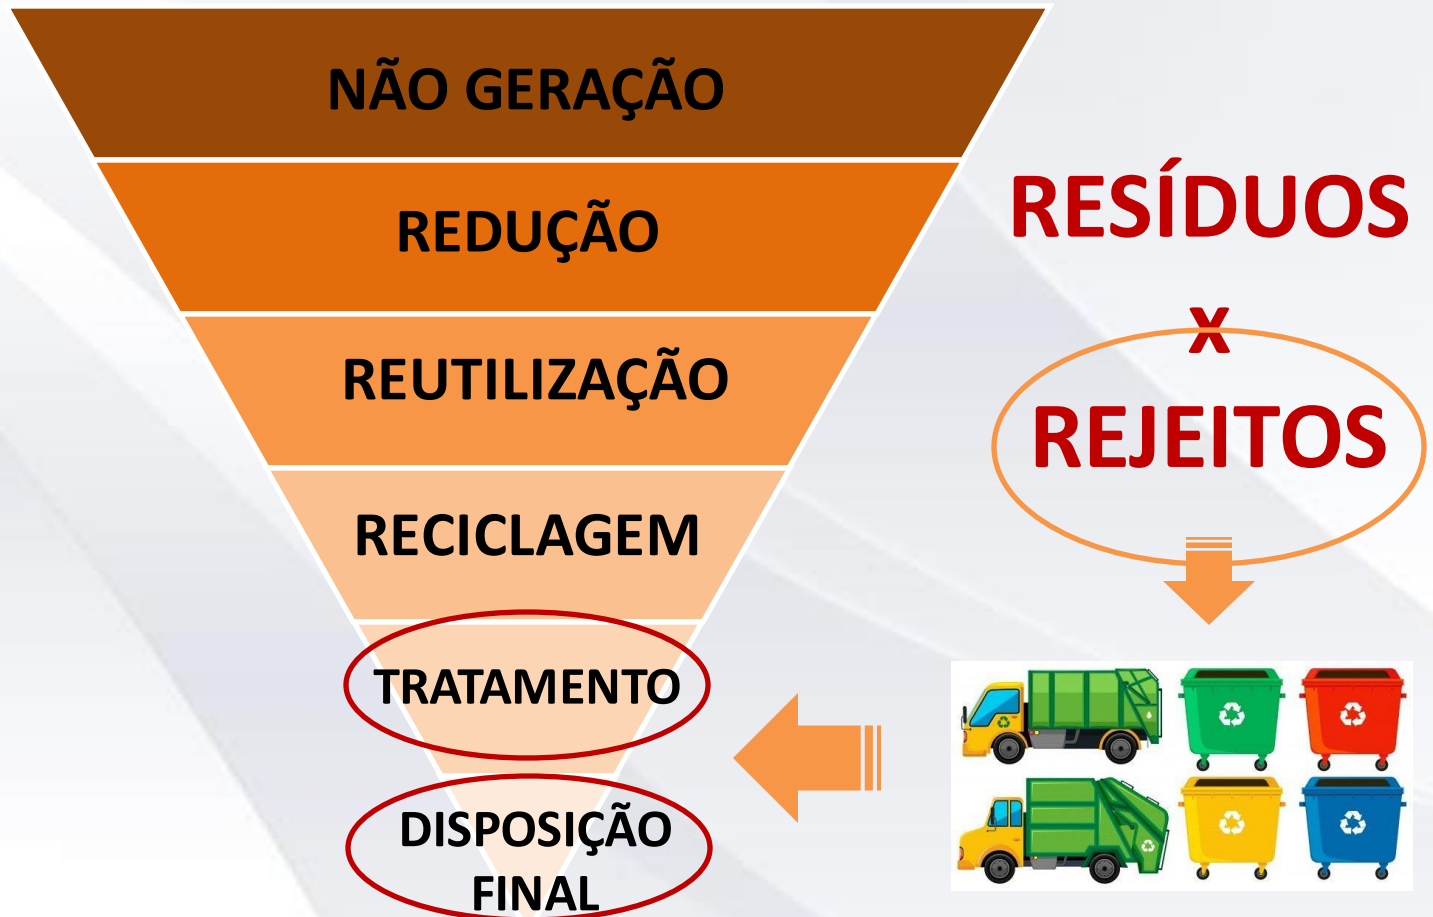 NÃO GERAÇÃO
REDUÇÃO
REUTILIZAÇÃO
RECICLAGEM
TRATAMENTO
DISPOSIÇÃO
FINAL
RESÍDUOS
x
REJEITOS